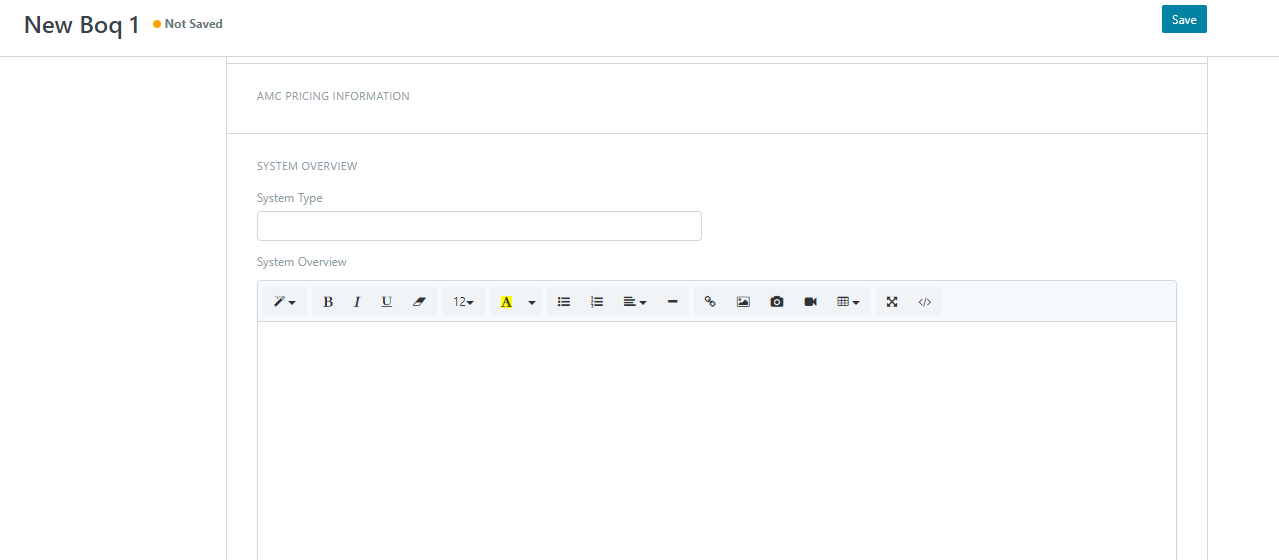 New Boq 1
Not Saved
Save
AMC PRICING INFORMATION
SYSTEM OVERVIEW
System Type
System Overview
B I U 12 A </>